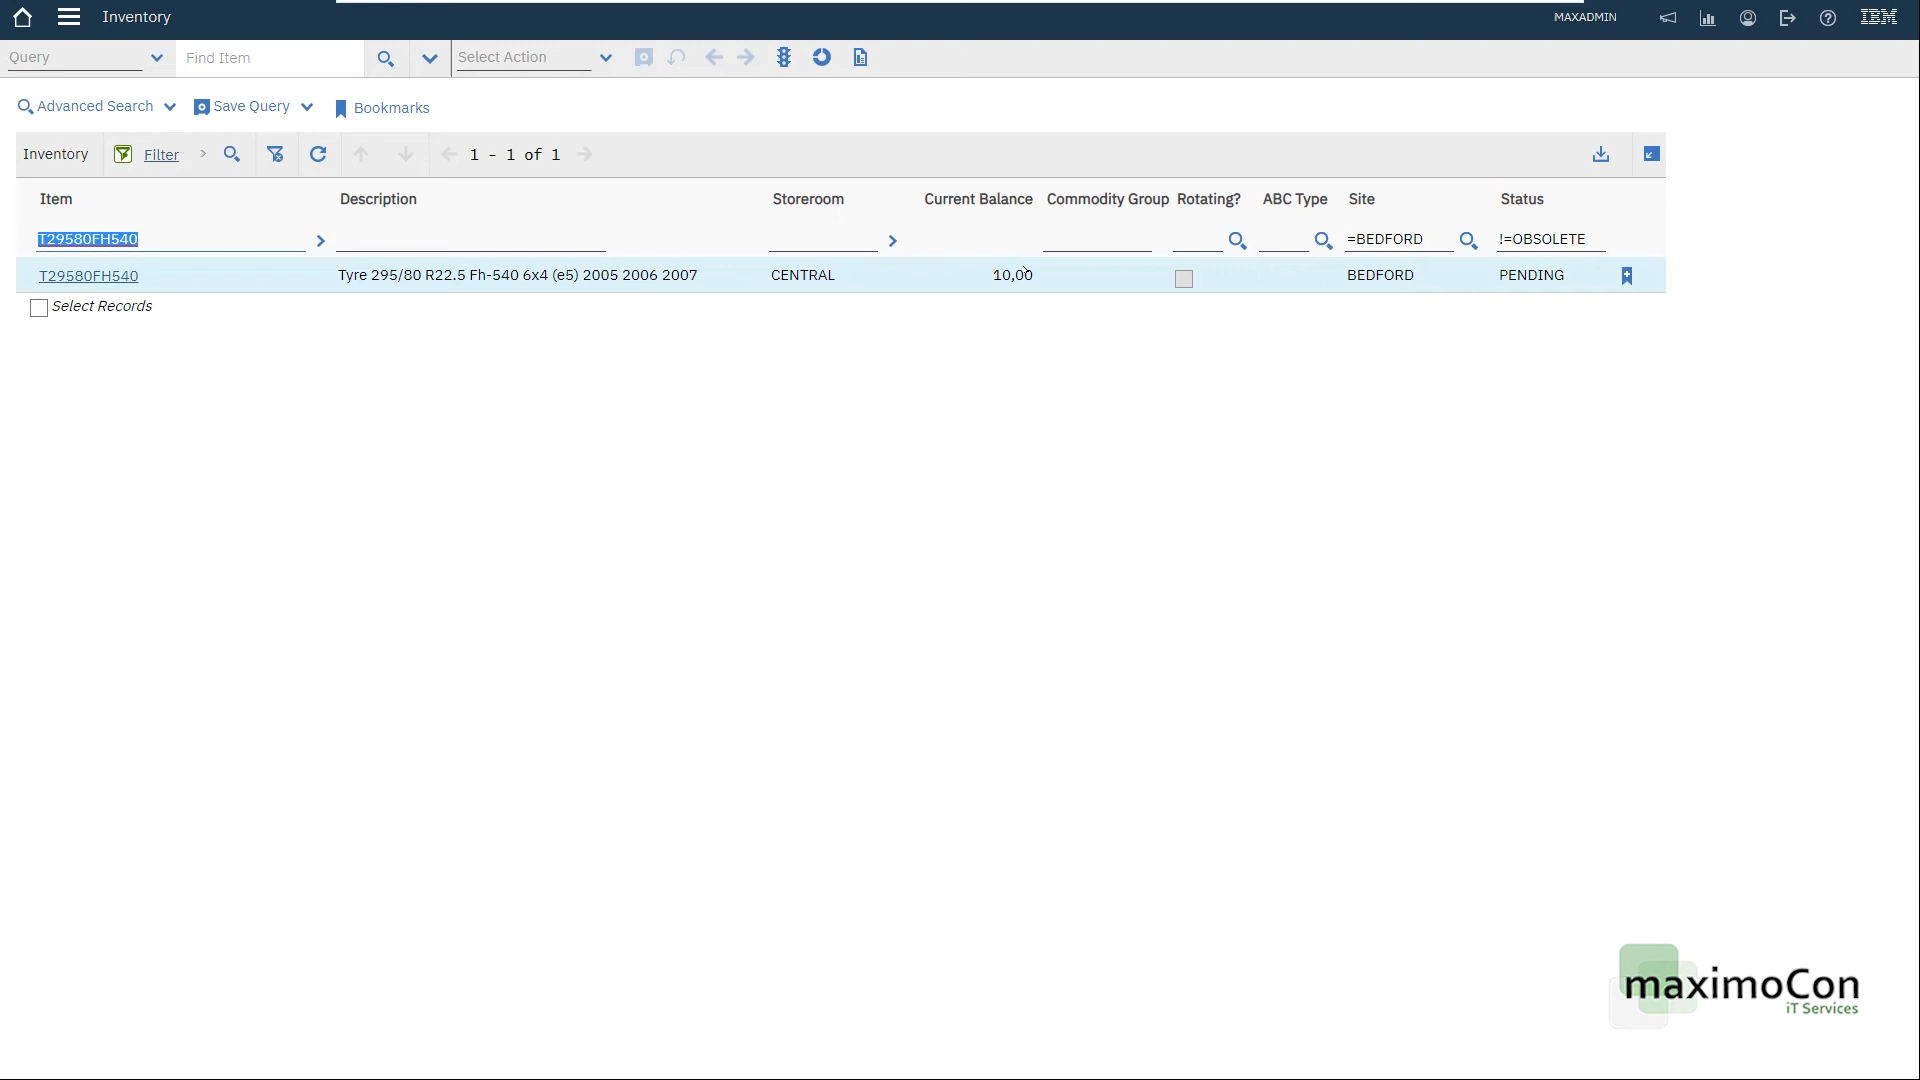 Inventory
MAXADMIN
IBM
Query
Find Item
Select Action
Advanced Search
Save Query
Bookmarks
Inventory
Filter
1 - 1 of 1
Item Description Storeroom Current Balance Commodity Group Rotating? ABC Type Site Status
T29580FH540 =BEDFORD !=OBSOLETE
T29580FH540 Tyre 295/80 R22.5 Fh-540 6x4 (e5) 2005 2006 2007 CENTRAL 10,00 BEDFORD PENDING
Select Records
maximoCon
iT Services